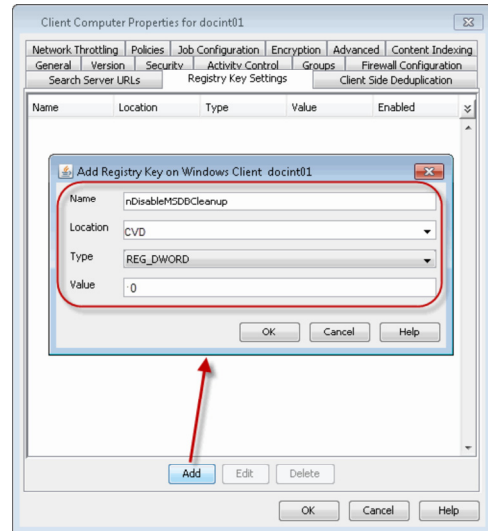 Client Computer Properties for docint01
Network Throttling Policies Job Configuration Encryption Advanced Content Indexing
General Version Security Activity Control Groups Firewall Configuration
Search Server URLs Registry Key Settings Client Side Deduplication
Name Location Type Value Enabled
Add Registry Key on Windows Client docint01
Name nDisableMSDBCleanup
Location CVD
Type REG_DWORD
Value 0
OK Cancel Help
Add Edit Delete
OK Cancel Help